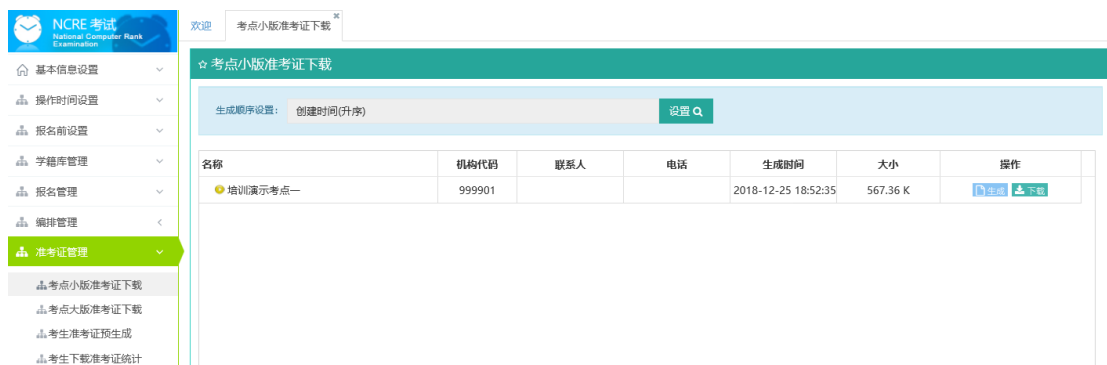 NCRE 考试
National Computer Rank
Examination
基本信息设置
操作时间设置
报名前设置
学籍库管理
报名管理
编排管理
准考证管理
考点小版准考证下载
考点大版准考证下载
考生准考证预生成
考生下载准考证统计
欢迎 考点小版准考证下载
考点小版准考证下载
生成顺序设置: 创建时间(升序) 设置
名称 机构代码 联系人 电话 生成时间 大小 操作
培训演示考点一 999901 2018-12-25 18:52:35 567.36 K 生成 下载